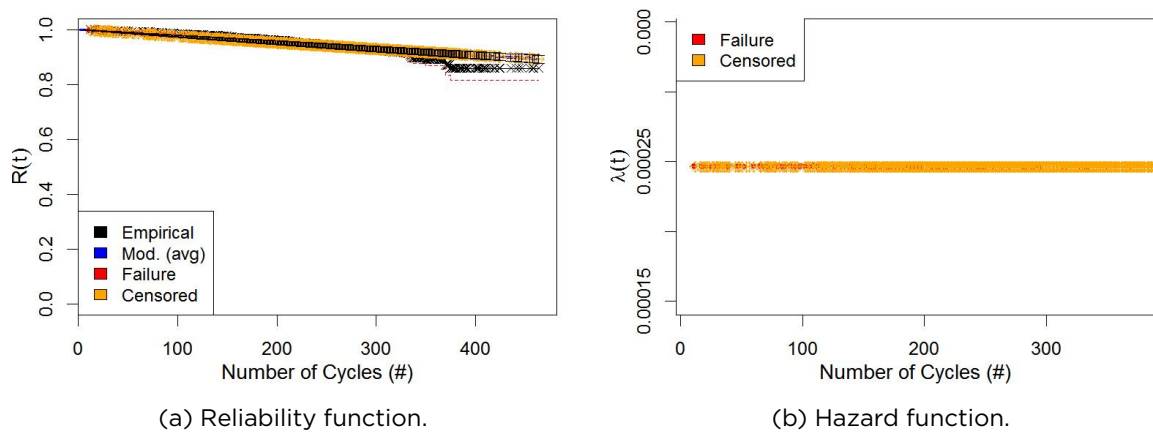 1.0
0.8
0.6
0.4
0.2
0.0
R(t)
Empirical
Mod. (avg)
Failure
Censored
0 100 200 300 400
Number of Cycles (#)
(a) Reliability function.
0.000
0.00025
0.00015
λ(t)
Failure
Censored
0 100 200 300
Number of Cycles (#)
(b) Hazard function.